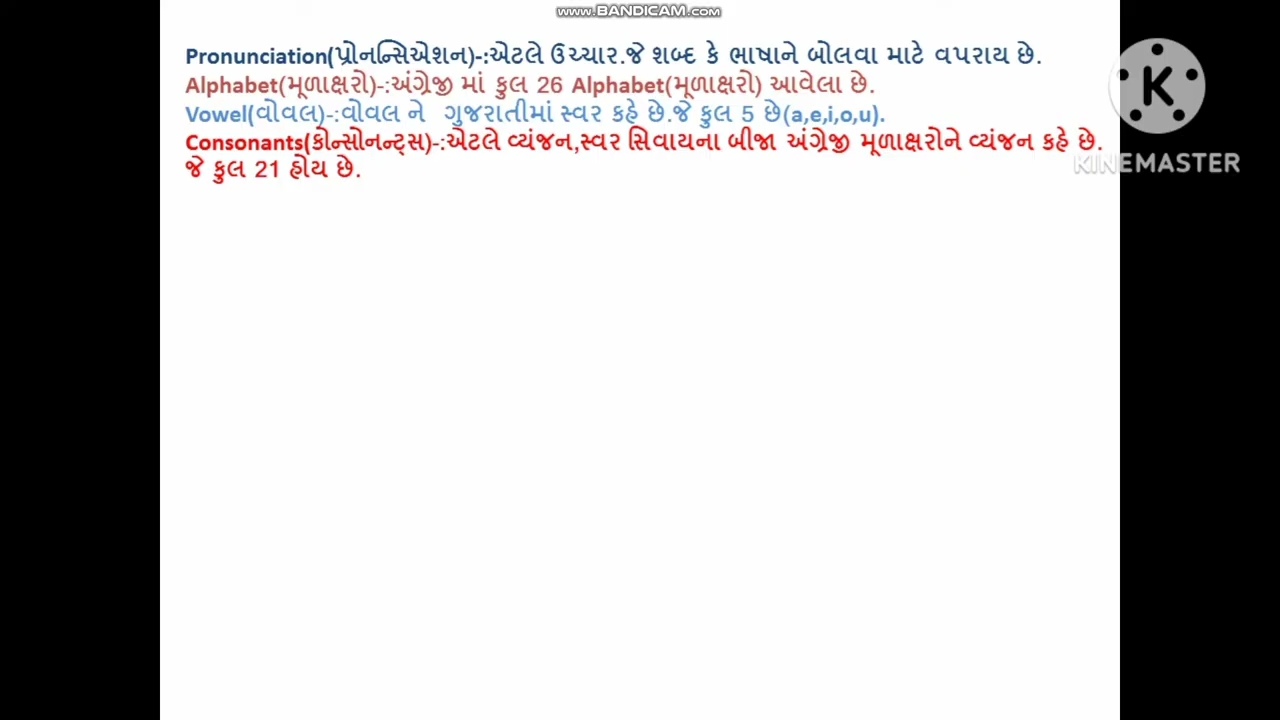 www.BANDICAM.com
Pronunciation(પ્રોનન્સિએશન)-:એટલે ઉચ્ચાર.જે શબ્દ કે ભાષાને બોલવા માટે વપરાય છે.
Alphabet(મૂળાક્ષરો)-:અંગ્રેજી માં કુલ 26 Alphabet(મૂળાક્ષરો) આવેલા છે.
Vowel(વોવલ)-:વોવલ ને ગુજરાતીમાં સ્વર કહે છે.જે કુલ 5 છે(a,e,i,o,u).
Consonants(કોન્સોનન્ટ્સ)-:એટલે વ્યંજન,સ્વર સિવાયના બીજા અંગ્રેજી મૂળાક્ષરોને વ્યંજન કહે છે.
જે કુલ 21 હોય છે.
K
KINEMASTER